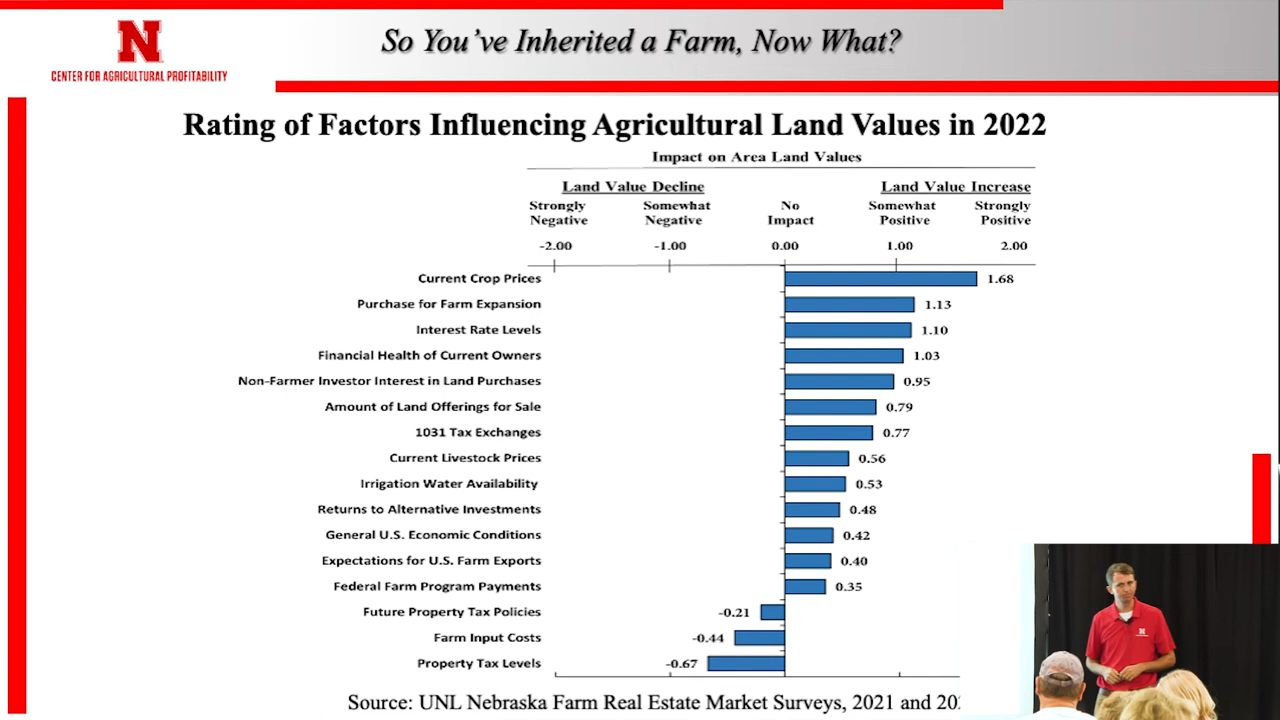 So You've Inherited a Farm, Now What?
N
CENTER FOR AGRICULTURAL PROFITABILITY
Rating of Factors Influencing Agricultural Land Values in 2022
Impact on Area Land Values
Land Value Decline Land Value Increase
Strongly Somewhat No Somewhat Strongly
Negative Negative Impact Positive Positive
-2.00 -1.00 0.00 1.00 2.00
Current Crop Prices 1.68
Purchase for Farm Expansion 1.13
Interest Rate Levels 1.10
Financial Health of Current Owners 1.03
Non-Farmer Investor Interest in Land Purchases 0.95
Amount of Land Offerings for Sale 0.79
1031 Tax Exchanges 0.77
Current Livestock Prices 0.56
Irrigation Water Availability 0.53
Returns to Alternative Investments 0.48
General U.S. Economic Conditions 0.42
Expectations for U.S. Farm Exports 0.40
Federal Farm Program Payments 0.35
Future Property Tax Policies -0.21
Farm Input Costs -0.44
Property Tax Levels -0.67
Source: UNL Nebraska Farm Real Estate Market Surveys, 2021 and
N